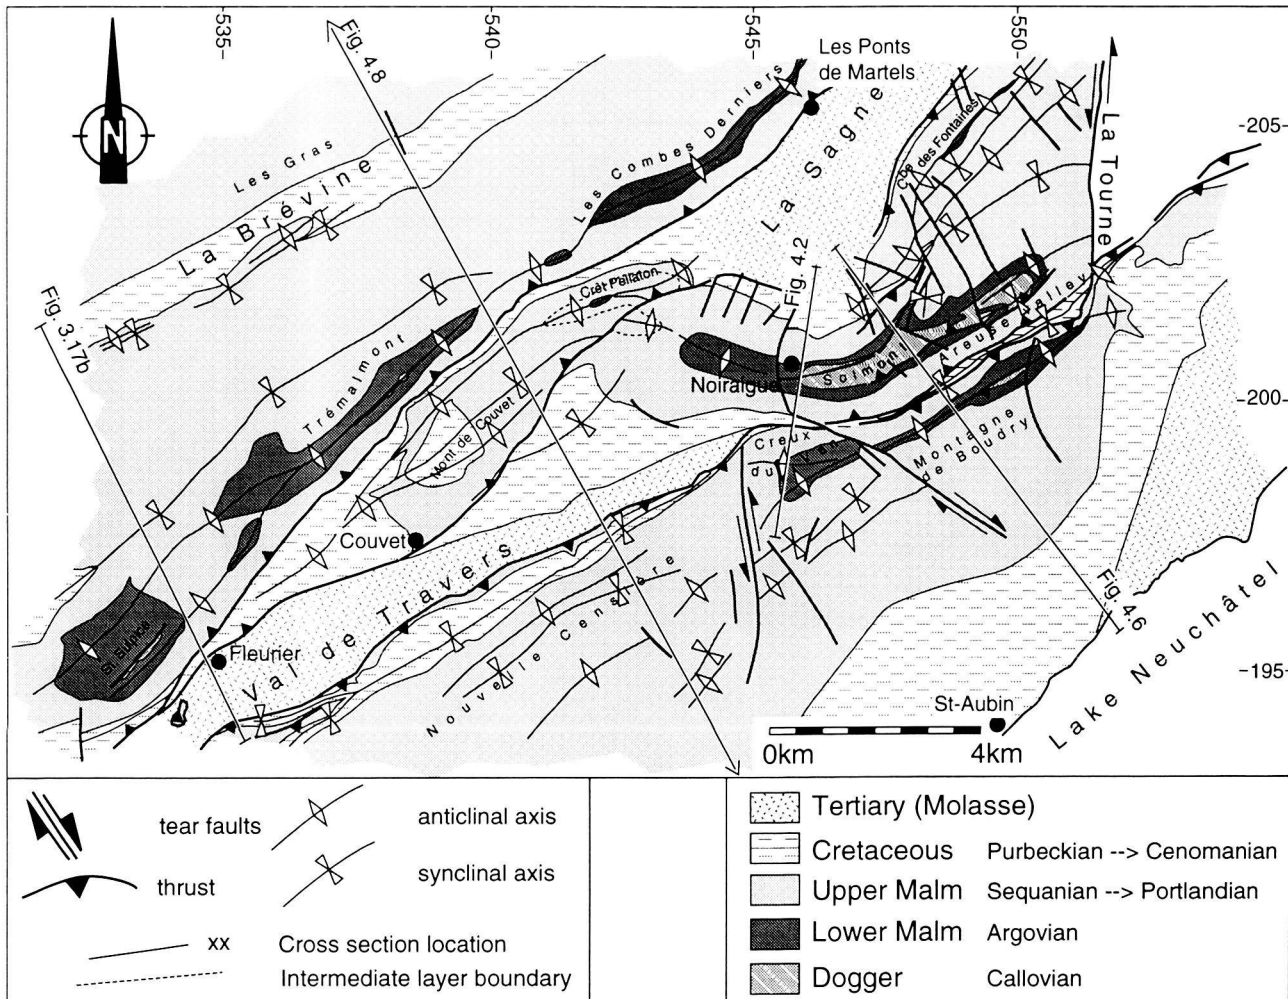 535-
-540
-545
-550
Fig. 4.8
Les Ponts
de Martels
N
-205
Les Gras
La Brévine
Les Combes Derniers
La Sagne
Cbe des Fontaines
La Tourne
Fig. 3.17b
Crêt Pellaton
Fig. 4.2
Trémalmont
Areuse Valley
Solmont
Noiraigue
-200
Mont de Couvet
Creux
du Van
Montagne
de Boudry
Couvet
Val de Travers
Nouvelle Censière
Fig. 4.6
St Sulpice
Fleurier
-195
St-Aubin
Lake Neuchâtel
0km 4km
tear faults
anticlinal axis
thrust
synclinal axis
xx Cross section location
Intermediate layer boundary
Tertiary (Molasse)
Cretaceous Purbeckian --> Cenomanian
Upper Malm Sequanian --> Portlandian
Lower Malm Argovian
Dogger Callovian